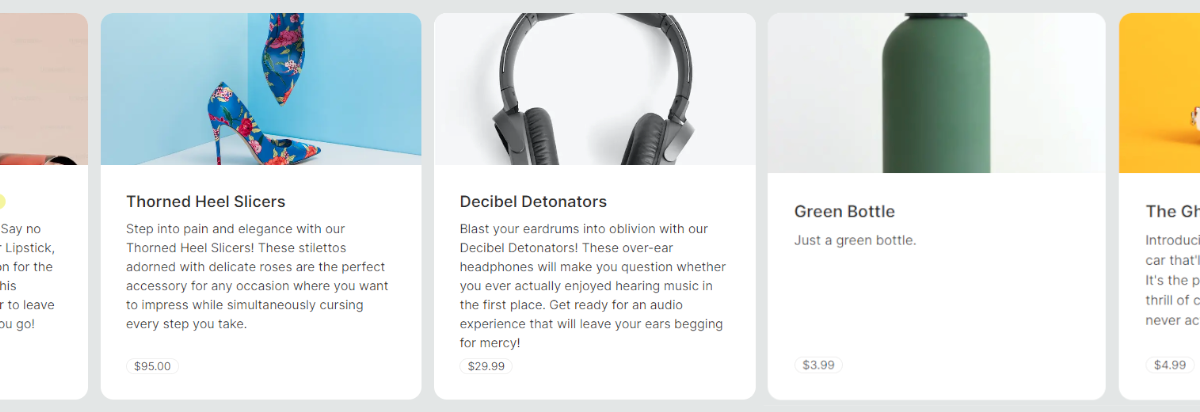 Say no
Lipstick,
on for the
his
r to leave
ou go!
Thorned Heel Slicers
Step into pain and elegance with our
Thorned Heel Slicers! These stilettos
adorned with delicate roses are the perfect
accessory for any occasion where you want
to impress while simultaneously cursing
every step you take.
$95.00
Decibel Detonators
Blast your eardrums into oblivion with our
Decibel Detonators! These over-ear
headphones will make you question whether
you ever actually enjoyed hearing music in
the first place. Get ready for an audio
experience that will leave your ears begging
for mercy!
$29.99
Green Bottle
Just a green bottle.
$3.99
The Gh
Introduci
car that'l
It's the p
thrill of c
never ac
$4.99